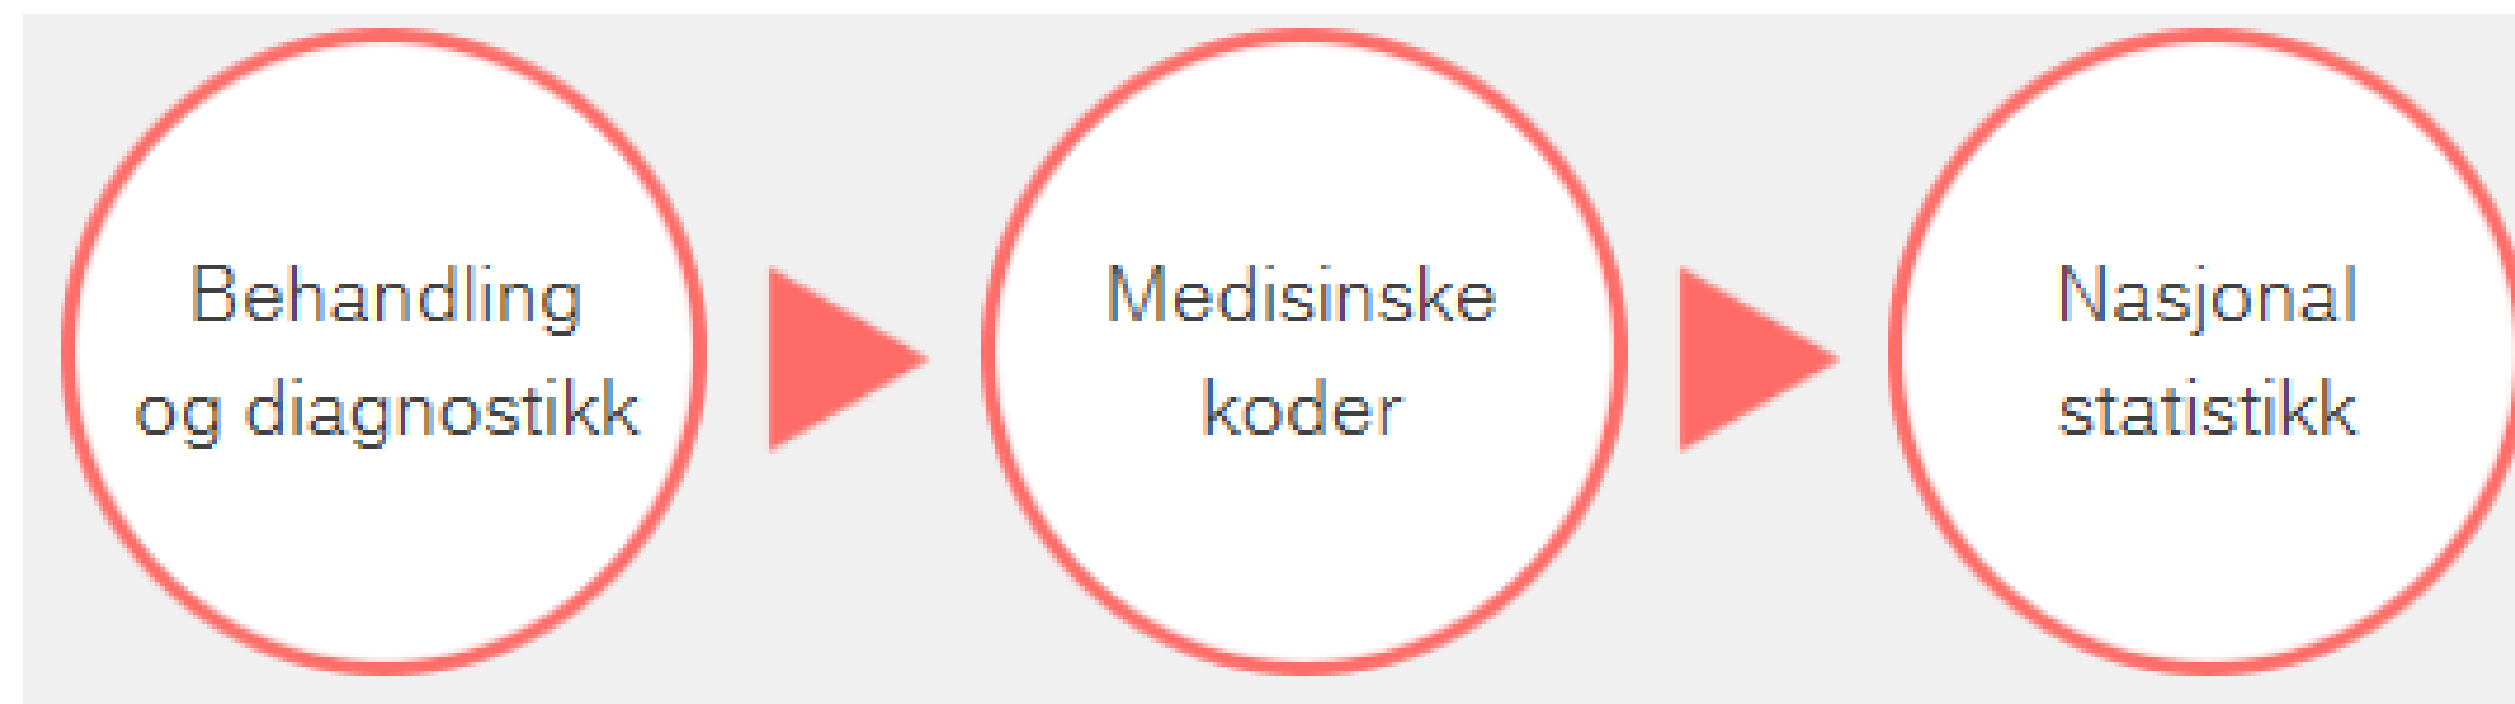 Behandling
og diagnostikk
Medisinske
koder
Nasjonal
statistikk